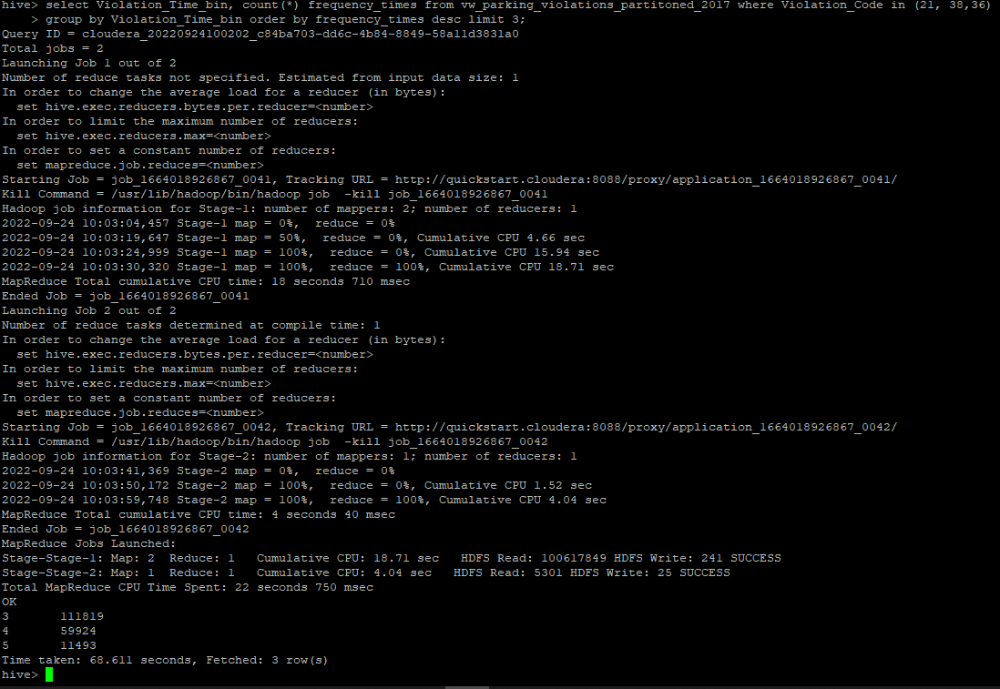 hive> select Violation_Time_bin, count(*) frequency_times from vw_parking_violations_partitoned_2017 where Violation_Code in (21, 38,36)
    > group by Violation_Time_bin order by frequency_times desc limit 3;
Query ID = cloudera_20220924100202_c84ba703-dd6c-4b84-8849-58a11d3831a0
Total jobs = 2
Launching Job 1 out of 2
Number of reduce tasks not specified. Estimated from input data size: 1
In order to change the average load for a reducer (in bytes):
  set hive.exec.reducers.bytes.per.reducer=<number>
In order to limit the maximum number of reducers:
  set hive.exec.reducers.max=<number>
In order to set a constant number of reducers:
  set mapreduce.job.reduces=<number>
Starting Job = job_1664018926867_0041, Tracking URL = http://quickstart.cloudera:8088/proxy/application_1664018926867_0041/
Kill Command = /usr/lib/hadoop/bin/hadoop job  -kill job_1664018926867_0041
Hadoop job information for Stage-1: number of mappers: 2; number of reducers: 1
2022-09-24 10:03:04,457 Stage-1 map = 0%,  reduce = 0%
2022-09-24 10:03:19,647 Stage-1 map = 50%,  reduce = 0%, Cumulative CPU 4.66 sec
2022-09-24 10:03:24,999 Stage-1 map = 100%,  reduce = 0%, Cumulative CPU 15.94 sec
2022-09-24 10:03:30,320 Stage-1 map = 100%,  reduce = 100%, Cumulative CPU 18.71 sec
MapReduce Total cumulative CPU time: 18 seconds 710 msec
Ended Job = job_1664018926867_0041
Launching Job 2 out of 2
Number of reduce tasks determined at compile time: 1
In order to change the average load for a reducer (in bytes):
  set hive.exec.reducers.bytes.per.reducer=<number>
In order to limit the maximum number of reducers:
  set hive.exec.reducers.max=<number>
In order to set a constant number of reducers:
  set mapreduce.job.reduces=<number>
Starting Job = job_1664018926867_0042, Tracking URL = http://quickstart.cloudera:8088/proxy/application_1664018926867_0042/
Kill Command = /usr/lib/hadoop/bin/hadoop job  -kill job_1664018926867_0042
Hadoop job information for Stage-2: number of mappers: 1; number of reducers: 1
2022-09-24 10:03:41,369 Stage-2 map = 0%,  reduce = 0%
2022-09-24 10:03:50,172 Stage-2 map = 100%,  reduce = 0%, Cumulative CPU 1.52 sec
2022-09-24 10:03:59,748 Stage-2 map = 100%,  reduce = 100%, Cumulative CPU 4.04 sec
MapReduce Total cumulative CPU time: 4 seconds 40 msec
Ended Job = job_1664018926867_0042
MapReduce Jobs Launched:
Stage-Stage-1: Map: 2  Reduce: 1   Cumulative CPU: 18.71 sec   HDFS Read: 100617849 HDFS Write: 241 SUCCESS
Stage-Stage-2: Map: 1  Reduce: 1   Cumulative CPU: 4.04 sec   HDFS Read: 5301 HDFS Write: 25 SUCCESS
Total MapReduce CPU Time Spent: 22 seconds 750 msec
OK
3       111819
4       59924
5       11493
Time taken: 68.611 seconds, Fetched: 3 row(s)
hive>